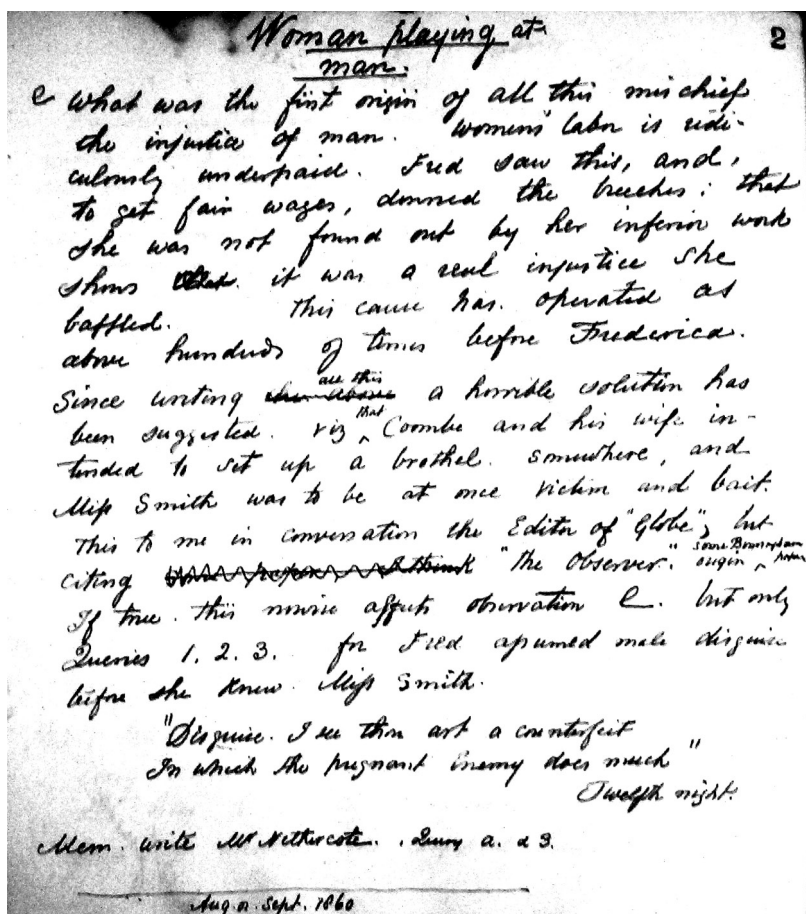 Woman playing at 2
man.
e What was the first origin of all this mischief
the injustice of man. Women's labor is redi-
culously underpaid. Fred saw this, and,
to get fair wages, donned the breeches; that
she was not found out by her inferior work
shows it was a real injustice she
baffled. This cause has operated as
above hundreds of times before Frederica.
all this
Since writing the above a horrible solution has
that
been suggested. viz Coombe and his wife in-
tended to set up a brothel somewhere, and
Miss Smith was to be at once victim and bait.
This to me in conversation the Editor of "Globe", but
some Birmingham
citing "The Observer". origin
If true. this nowise affects observation C. but only
Queries 1. 2. 3. for Fred assumed male disguise
before she knew Miss Smith.
"Disguise. I see thou art a counterfeit
In which the pregnant Enemy does much"
Twelfth night.
Mem. write Mr Nethercote. Query a. & 3.
Aug or Sept. 1860